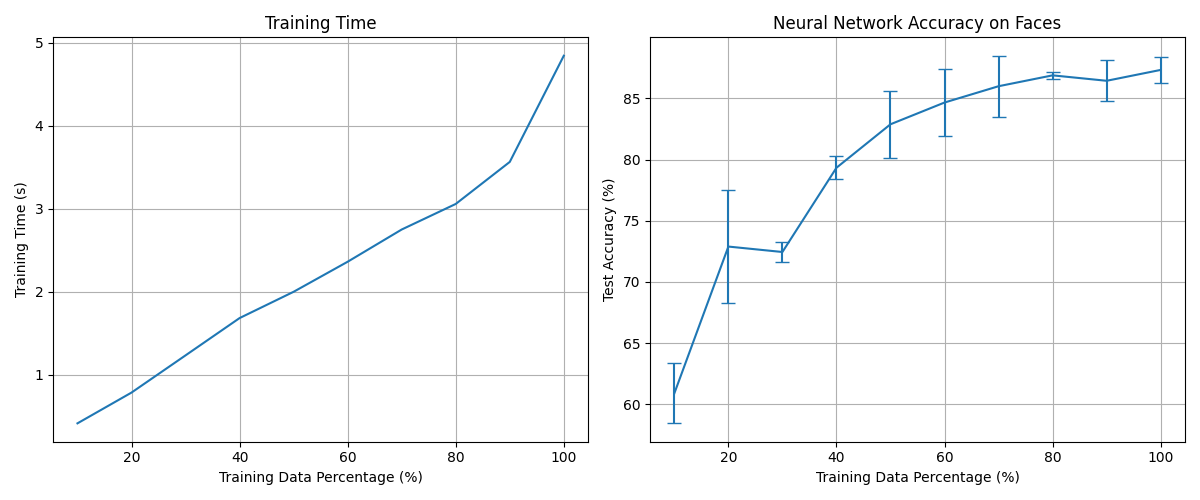 Training Time
Training Time (s)
5
4
3
2
1
20 40 60 80 100
Training Data Percentage (%)
Neural Network Accuracy on Faces
Test Accuracy (%)
85
80
75
70
65
60
20 40 60 80 100
Training Data Percentage (%)